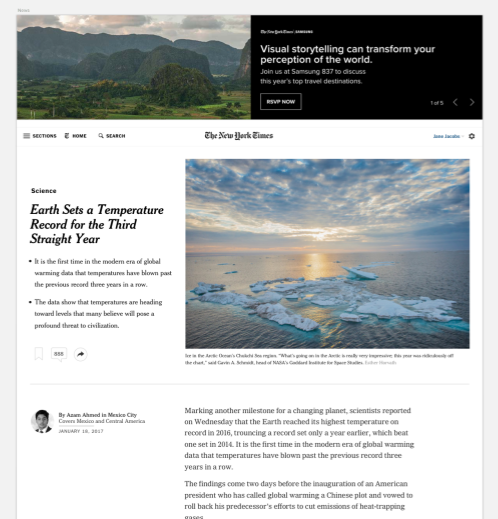 News
The New York Times | SAMSUNG
Visual storytelling can transform your
perception of the world.
Join us at Samsung 837 to discuss
this year's top travel destinations.
RSVP NOW
1 of 5
SECTIONS
HOME
SEARCH
The New York Times
Jane Jacobs
Science
Earth Sets a Temperature
Record for the Third
Straight Year
• It is the first time in the modern era of global
warming data that temperatures have blown past
the previous record three years in a row.
• The data show that temperatures are heading
toward levels that many believe will pose a
profound threat to civilization.
555
Ice in the Arctic Ocean's Chukchi Sea region. "What's going on in the Arctic is really very impressive; this year was ridiculously off
the chart," said Gavin A. Schmidt, head of NASA's Goddard Institute for Space Studies.
By Azam Ahmed in Mexico City
Covers Mexico and Central America
JANUARY 18, 2017
Marking another milestone for a changing planet, scientists reported
on Wednesday that the Earth reached its highest temperature on
record in 2016, trouncing a record set only a year earlier, which beat
one set in 2014. It is the first time in the modern era of global warming
data that temperatures have blown past the previous record three
years in a row.
The findings come two days before the inauguration of an American
president who has called global warming a Chinese plot and vowed to
roll back his predecessor's efforts to cut emissions of heat-trapping
gases.